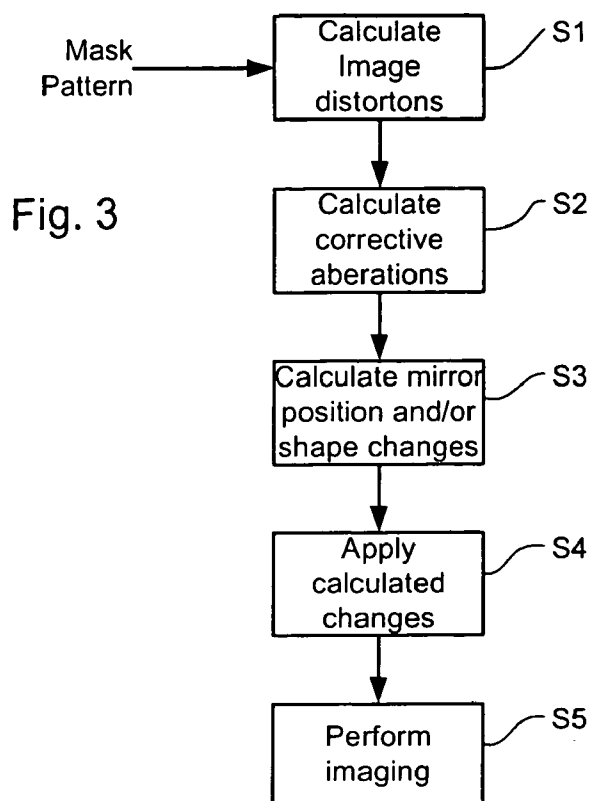 Mask
Pattern
Calculate
Image
distortons
S1
Fig. 3
Calculate
corrective
aberations
S2
Calculate mirror
position and/or
shape changes
S3
Apply
calculated
changes
S4
Perform
imaging
S5